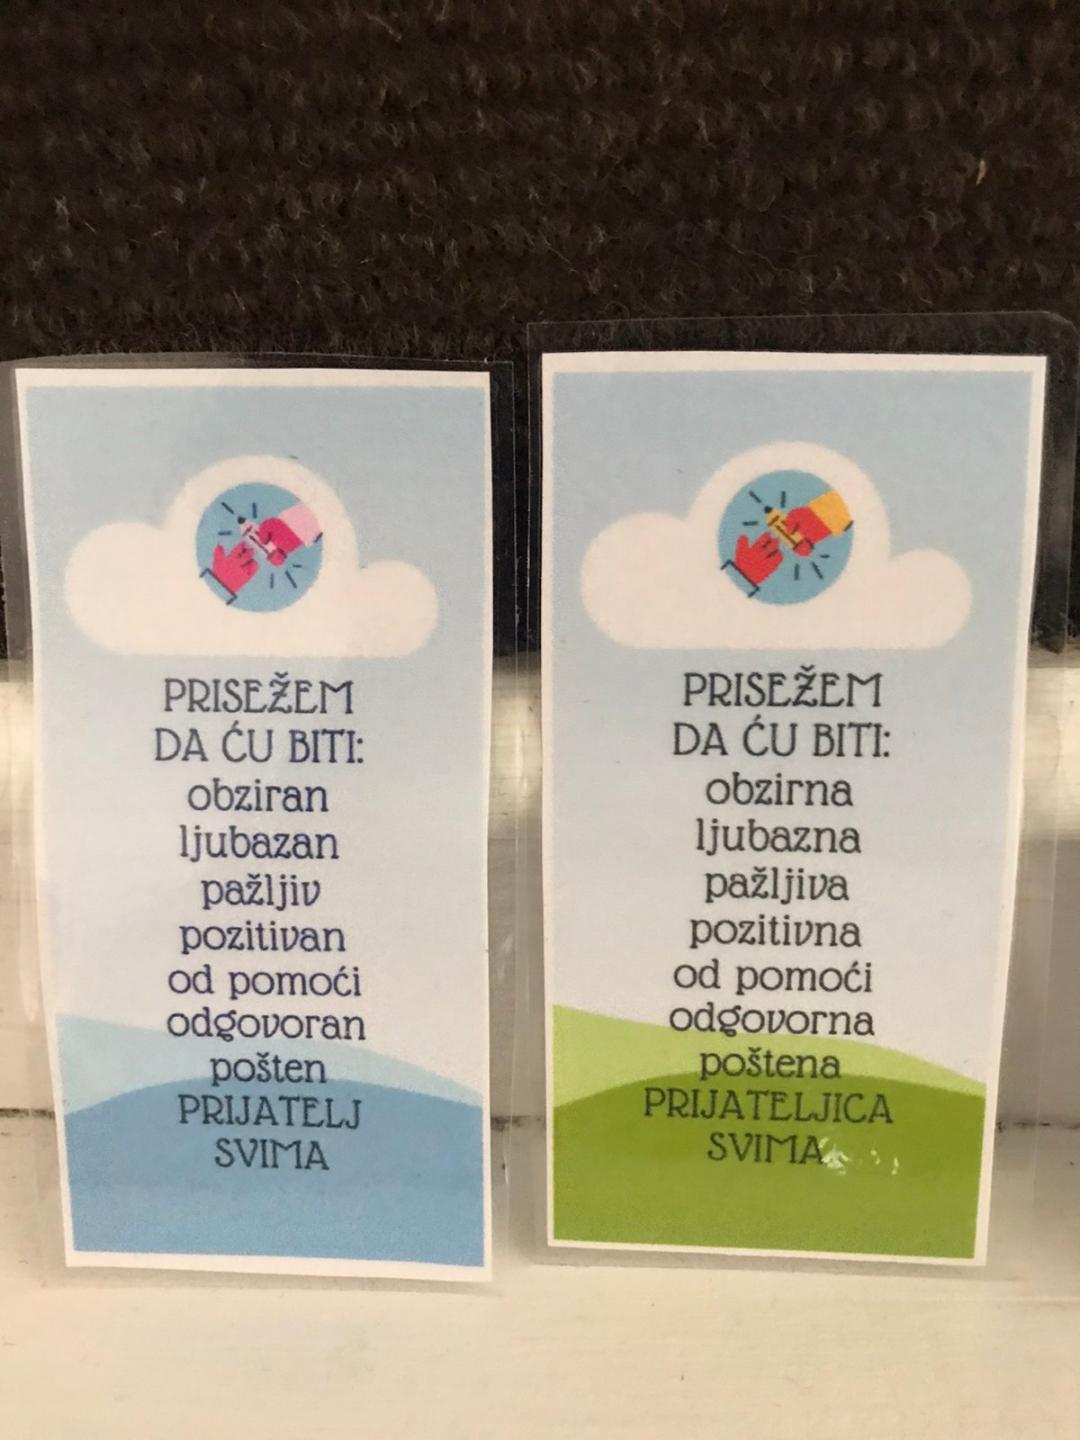 PRISEŽEM
DA ĆU BITI:
obziran
ljubazan
pažljiv
pozitivan
od pomoći
odgovoran
pošten
PRIJATELJ
SVIMA
PRISEŽEM
DA ĆU BITI:
obzirna
ljubazna
pažljiva
pozitivna
od pomoći
odgovorna
poštena
PRIJATELJICA
SVIMA